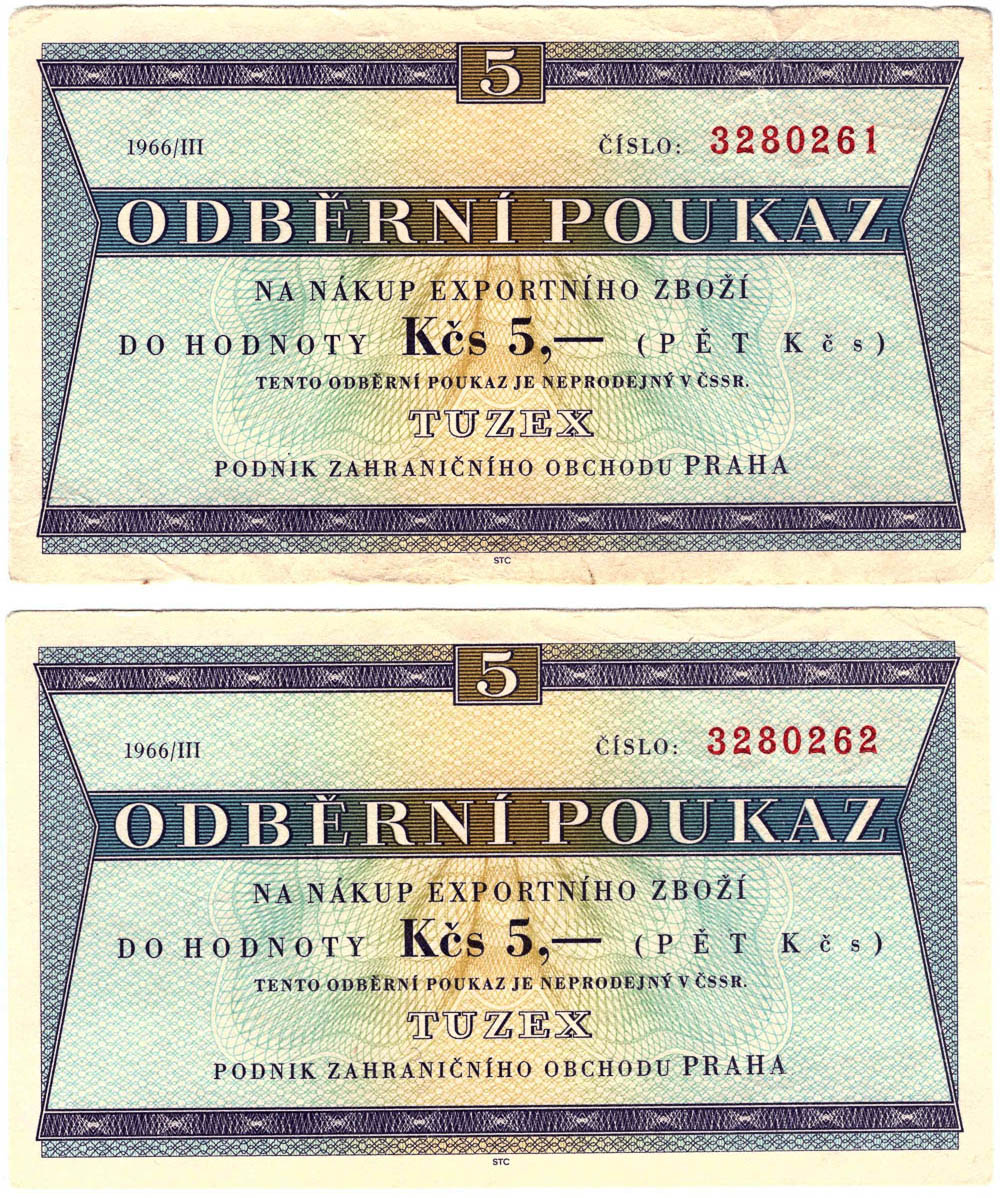 5
1966/III ČÍSLO: 3280261
ODBĚRNÍ POUKAZ
NA NÁKUP EXPORTNÍHO ZBOŽÍ
DO HODNOTY Kčs 5,— (PĚT Kčs)
TENTO ODBĚRNÍ POUKAZ JE NEPRODEJNÝ V ČSSR.
TUZEX
PODNIK ZAHRANIČNÍHO OBCHODU PRAHA
STC
5
1966/III ČÍSLO: 3280262
ODBĚRNÍ POUKAZ
NA NÁKUP EXPORTNÍHO ZBOŽÍ
DO HODNOTY Kčs 5,— (PĚT Kčs)
TENTO ODBĚRNÍ POUKAZ JE NEPRODEJNÝ V ČSSR.
TUZEX
PODNIK ZAHRANIČNÍHO OBCHODU PRAHA
STC